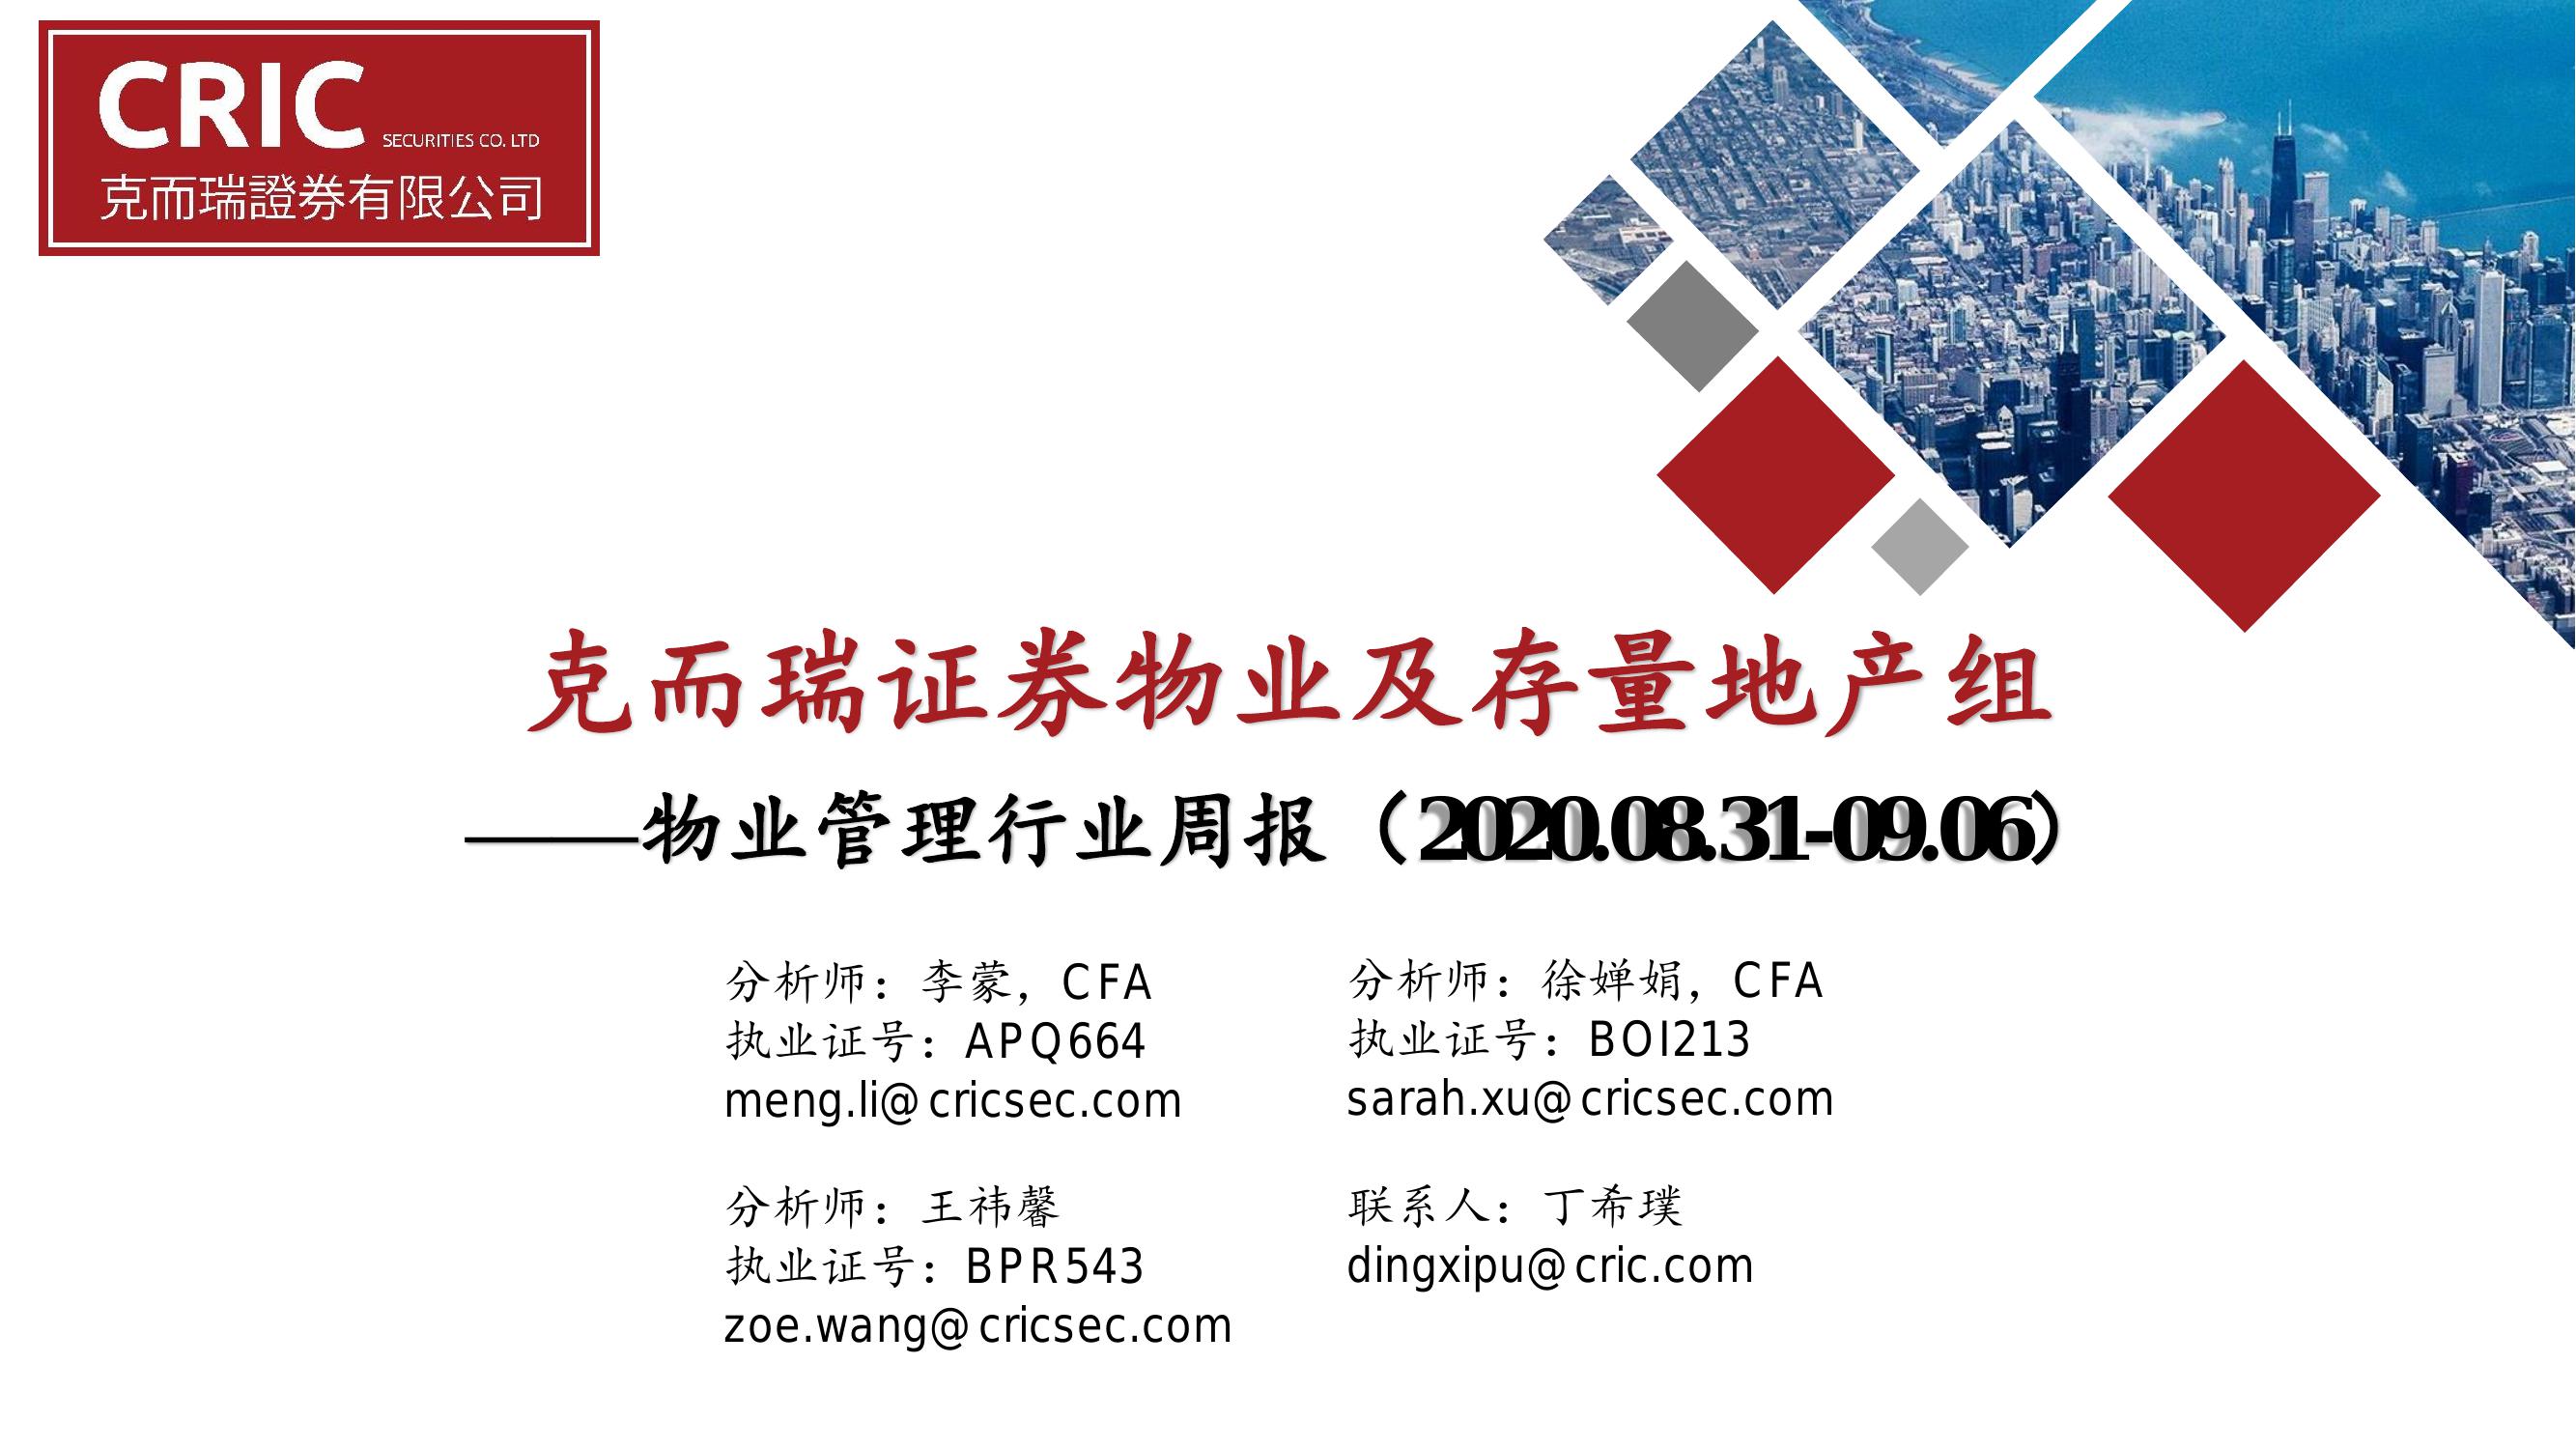 CRIC SECURITIES CO. LTD
克而瑞證券有限公司
克而瑞证券物业及存量地产组
——物业管理行业周报（2020.08.31-09.06）
分析师：李蒙，CFA
执业证号：APQ664
meng.li@cricsec.com
分析师：徐婵娟，CFA
执业证号：BOI213
sarah.xu@cricsec.com
分析师：王祎馨
执业证号：BPR543
zoe.wang@cricsec.com
联系人：丁希璞
dingxipu@cric.com